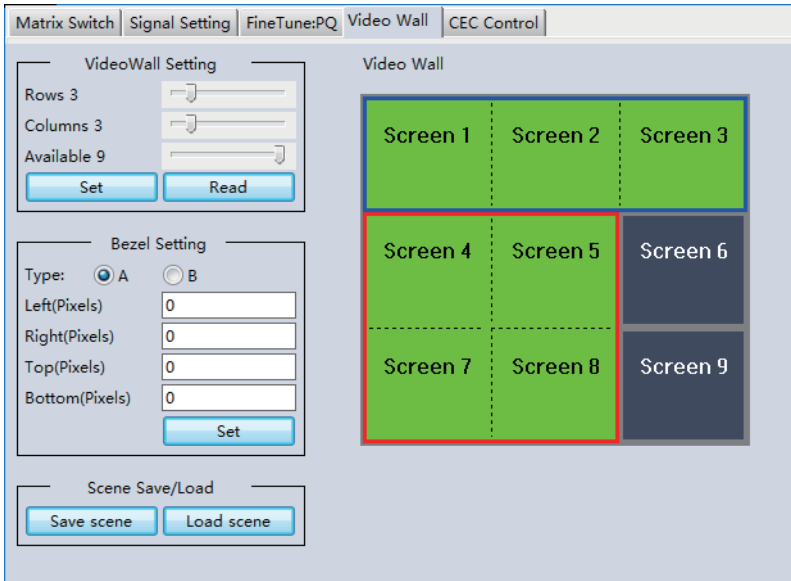 Matrix Switch Signal Setting FineTune:PQ Video Wall CEC Control
VideoWall Setting
Rows 3
Columns 3
Available 9
Set Read
Bezel Setting
Type: A B
Left(Pixels) 0
Right(Pixels) 0
Top(Pixels) 0
Bottom(Pixels) 0
Set
Scene Save/Load
Save scene Load scene
Video Wall
Screen 1 Screen 2 Screen 3
Screen 4 Screen 5 Screen 6
Screen 7 Screen 8 Screen 9